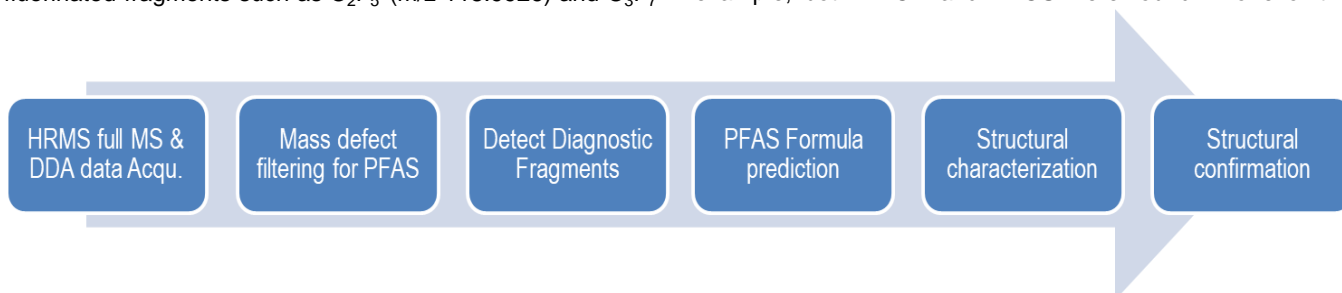 HRMS full MS &
DDA data Acqu.
Mass defect
filtering for PFAS
Detect Diagnostic
Fragments
PFAS Formula
prediction
Structural
characterization
Structural
confirmation